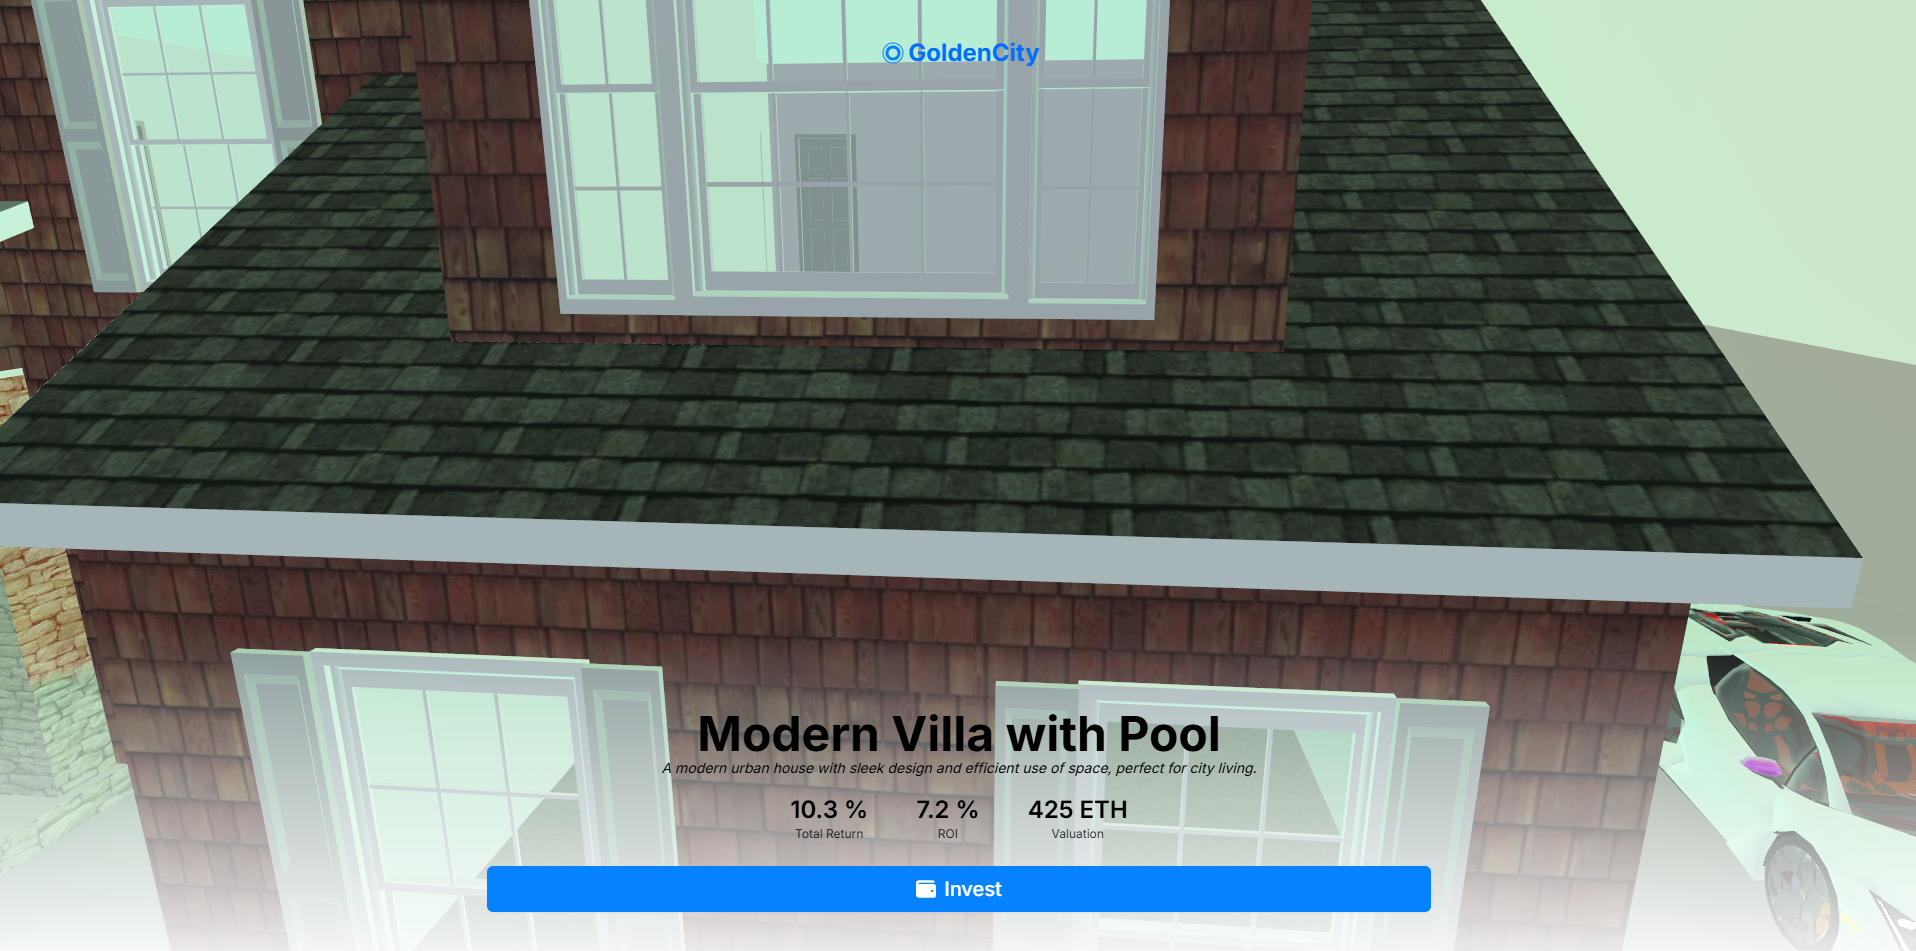 GoldenCity
Modern Villa with Pool
A modern urban house with sleek design and efficient use of space, perfect for city living.
10.3 % 7.2 % 425 ETH
Total Return ROI Valuation
Invest